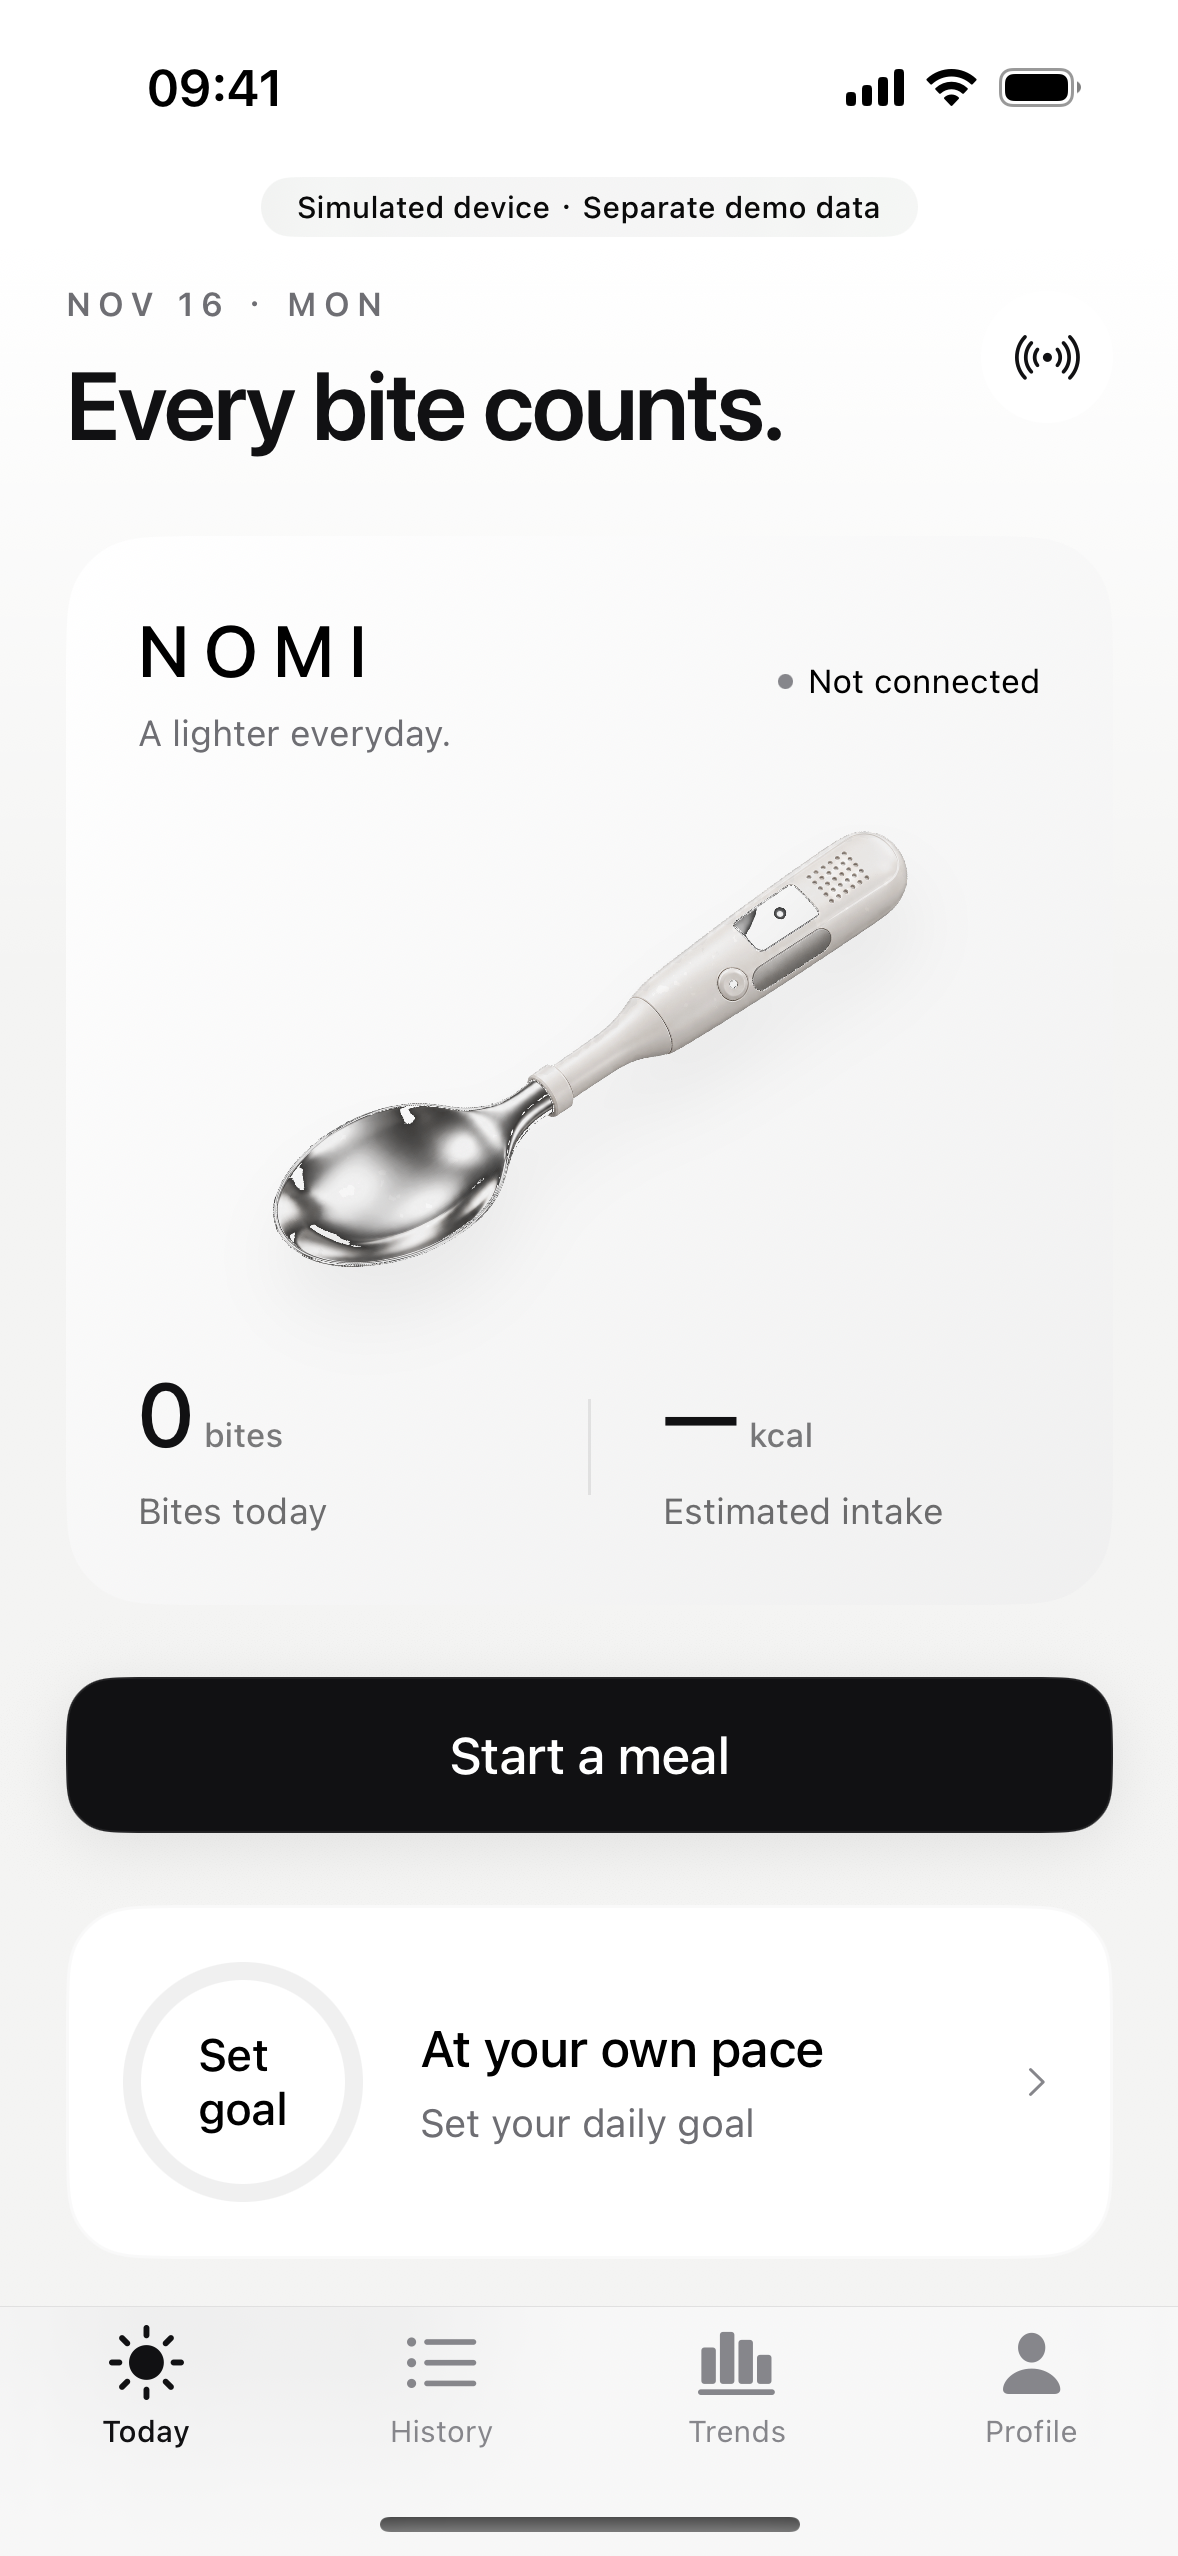 09:41
Simulated device · Separate demo data
NOV 16 · MON
Every bite counts.
NOMI
Not connected
A lighter everyday.
0 bites
— kcal
Bites today
Estimated intake
Start a meal
Set
goal
At your own pace
Set your daily goal
Today
History
Trends
Profile